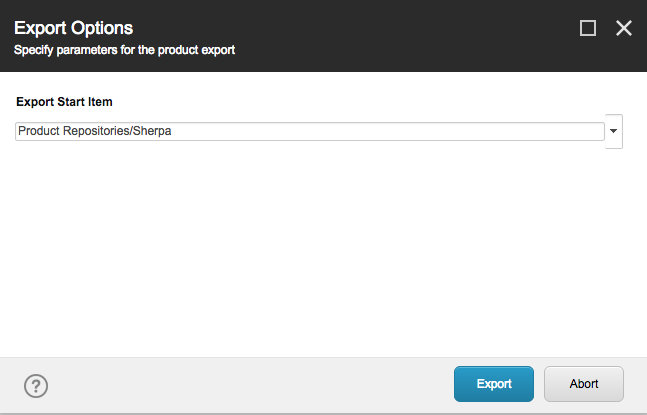 Export Options
Specify parameters for the product export
Export Start Item
Product Repositories/Sherpa
?
Export
Abort